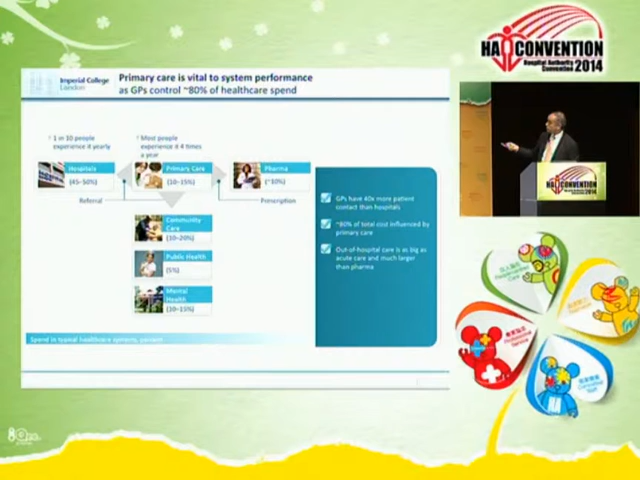 HA CONVENTION
Hospital Authority
Convention 2014
Imperial College
London
Primary care is vital to system performance
as GPs control ~80% of healthcare spend
1 in 10 people
experience it yearly
Most people
experience it 4 times
a year
Hospitals
(45-50%)
Primary Care
(10-15%)
Pharma
(~10%)
Referral
Prescription
Community
Care
(10-20%)
Public Health
(5%)
Mental
Health
(10-15%)
GPs have 40x more patient
contact than hospitals
~80% of total cost influenced by
primary care
Out-of-hospital care is as big as
acute care and much larger
than pharma
Spend in typical healthcare systems, percent
HA CONVENTION
2014
Professional
Service
Committed
Staff